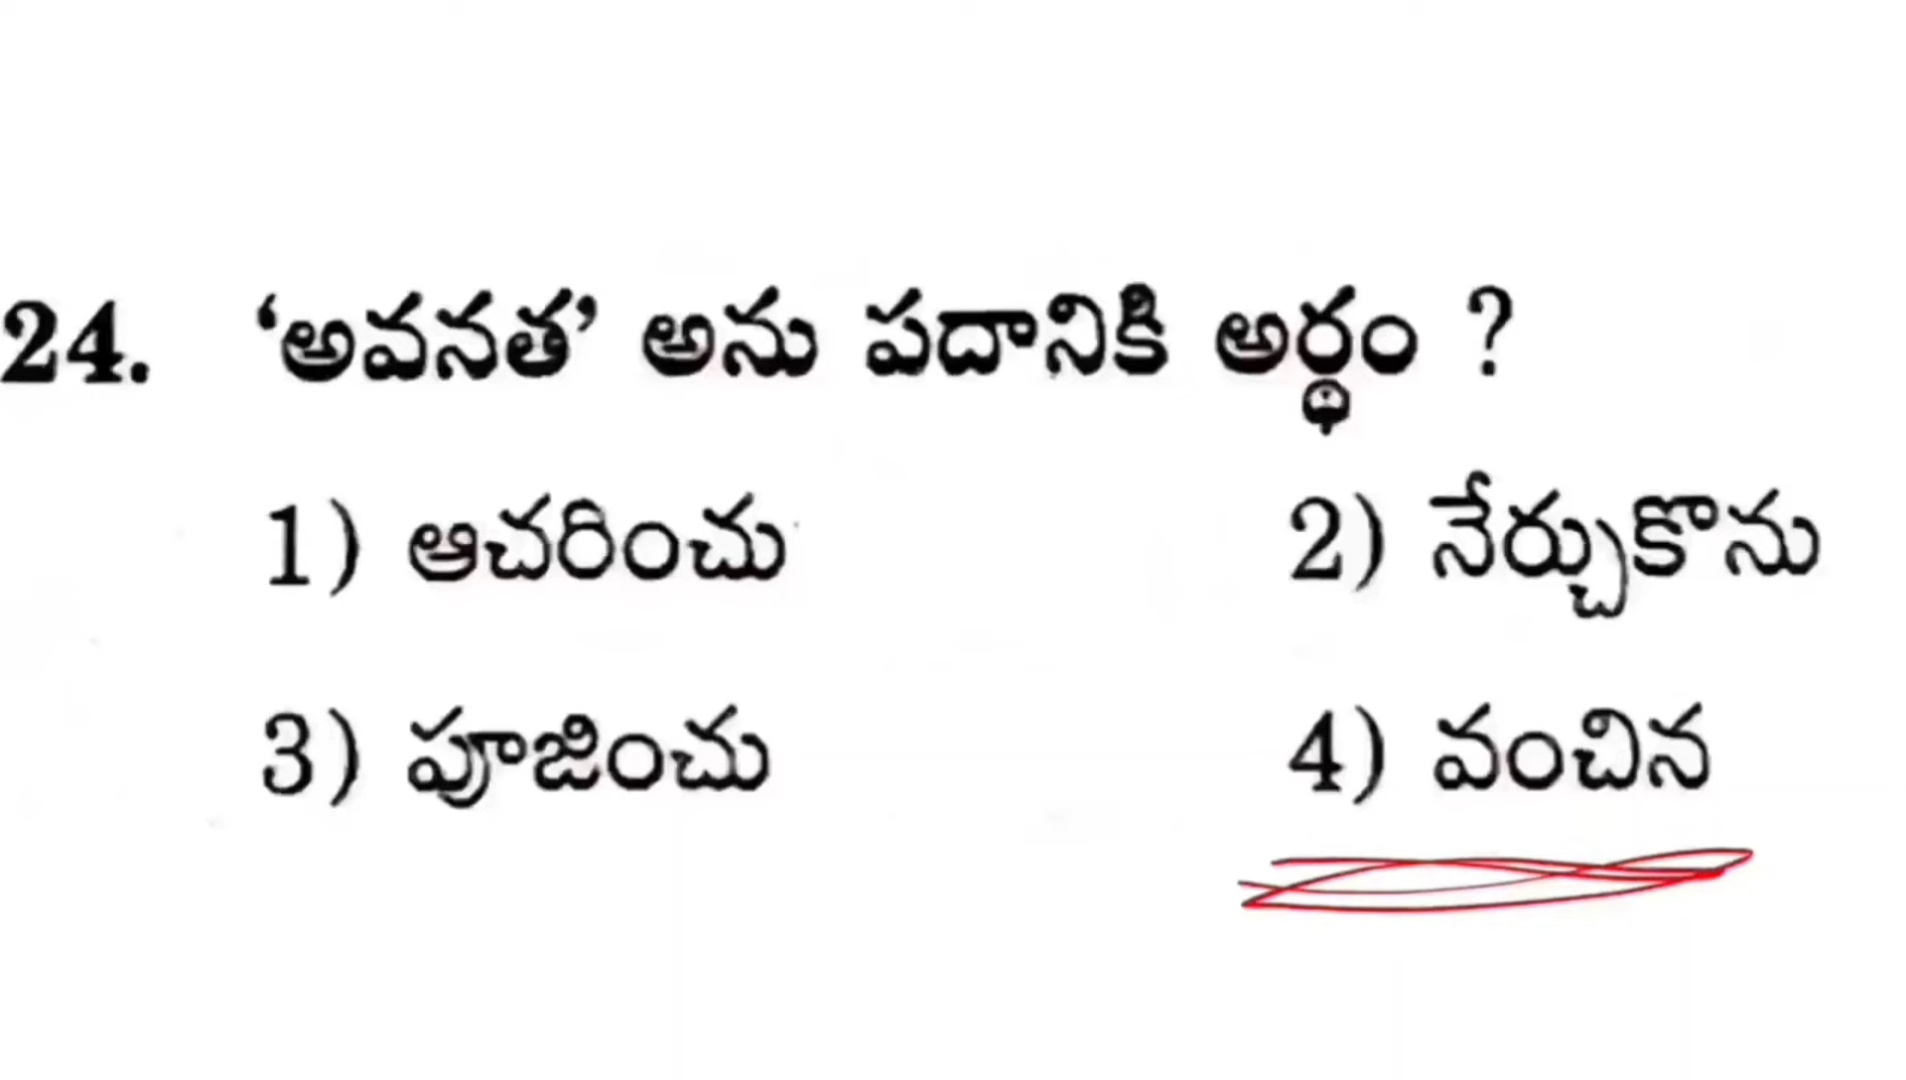 24. ‘అవనత’ అను పదానికి అర్థం ?
1) ఆచరించు 2) నేర్చుకొను
3) పూజించు 4) వంచిన